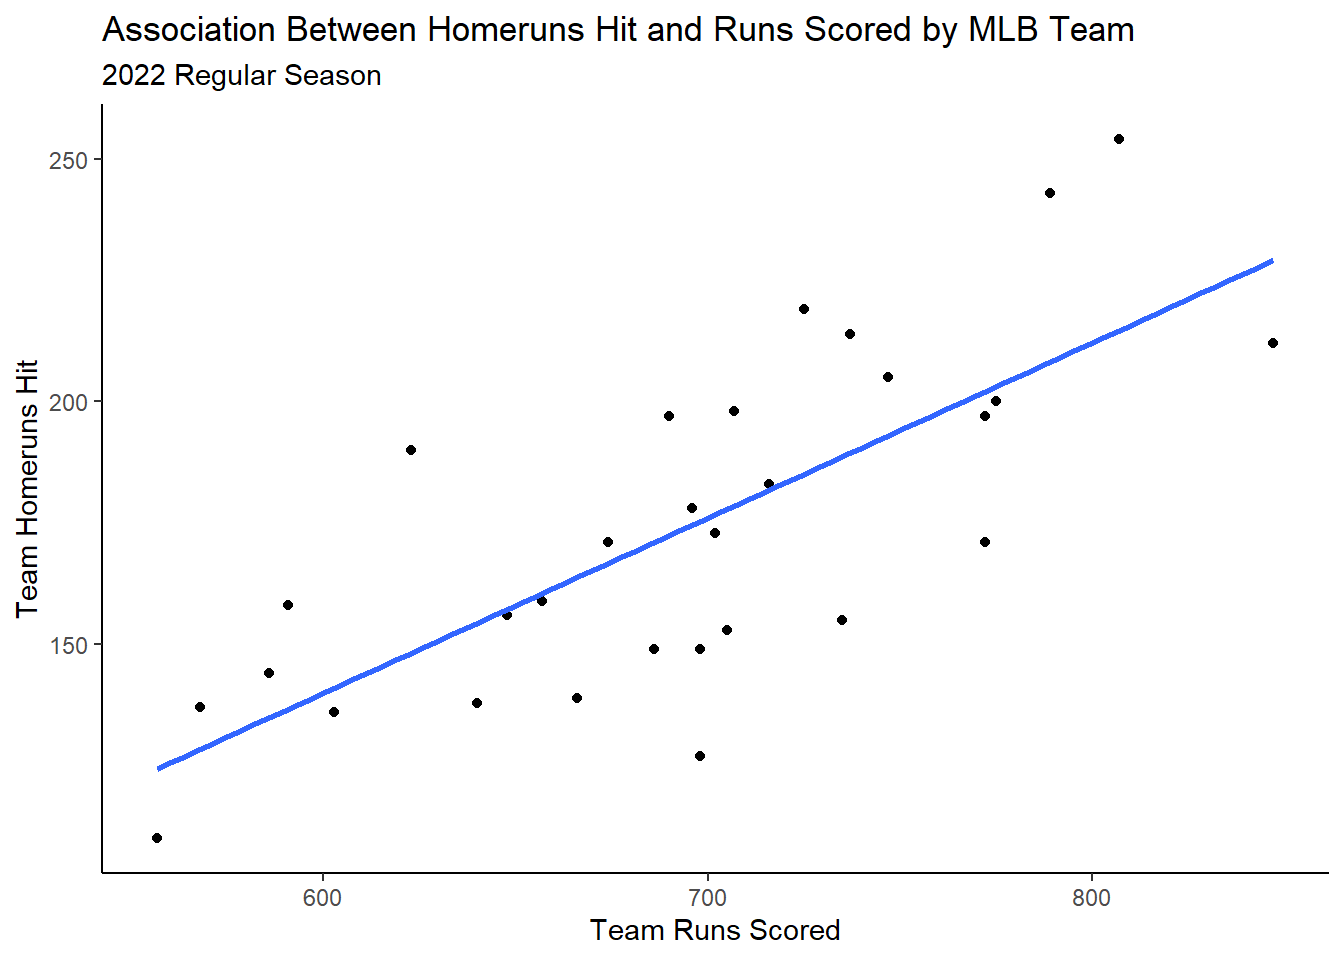 Association Between Homeruns Hit and Runs Scored by MLB Team
2022 Regular Season
Team Homeruns Hit
250
200
150
600 700 800
Team Runs Scored